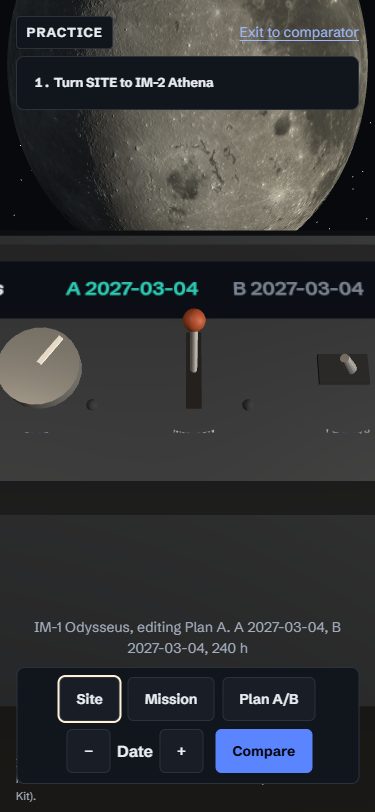 PRACTICE
Exit to comparator
1. Turn SITE to IM-2 Athena
s A 2027-03-04 B 2027-03-04
IM-1 Odysseus, editing Plan A. A 2027-03-04, B
2027-03-04, 240 h
Site
Mission
Plan A/B
− Date +
Compare
Kit).